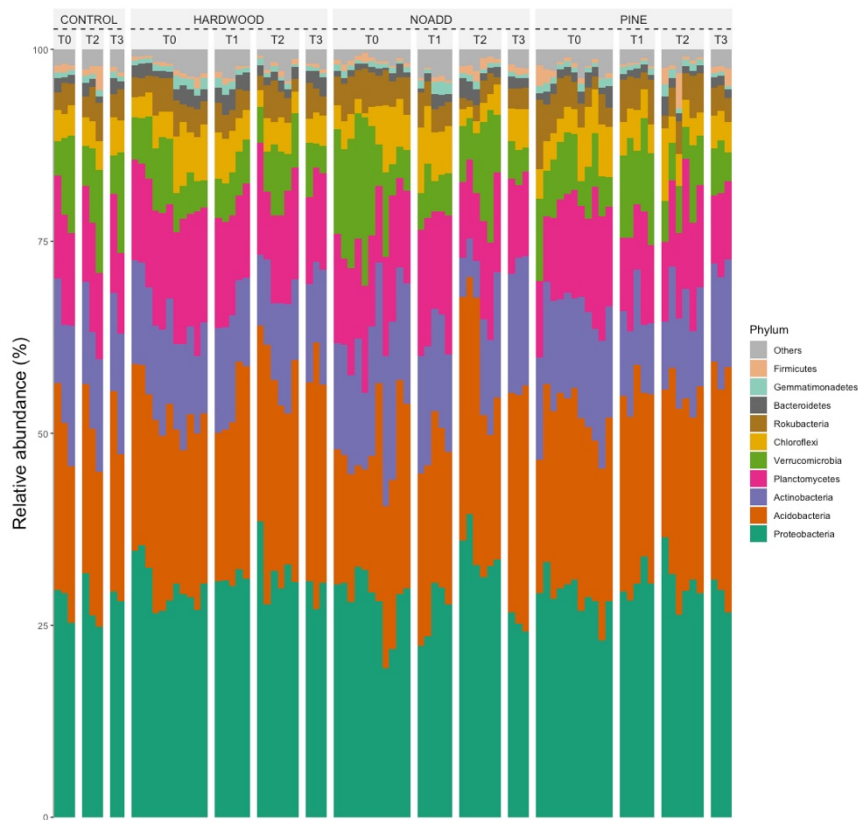 CONTROL HARDWOOD NOADD PINE
T0 T2 T3 T0 T1 T2 T3 T0 T1 T2 T3 T0 T1 T2 T3
100
75
50
25
0
Relative abundance (%)
Phylum
Others
Firmicutes
Gemmatimonadetes
Bacteroidetes
Rokubacteria
Chloroflexi
Verrucomicrobia
Planctomycetes
Actinobacteria
Acidobacteria
Proteobacteria